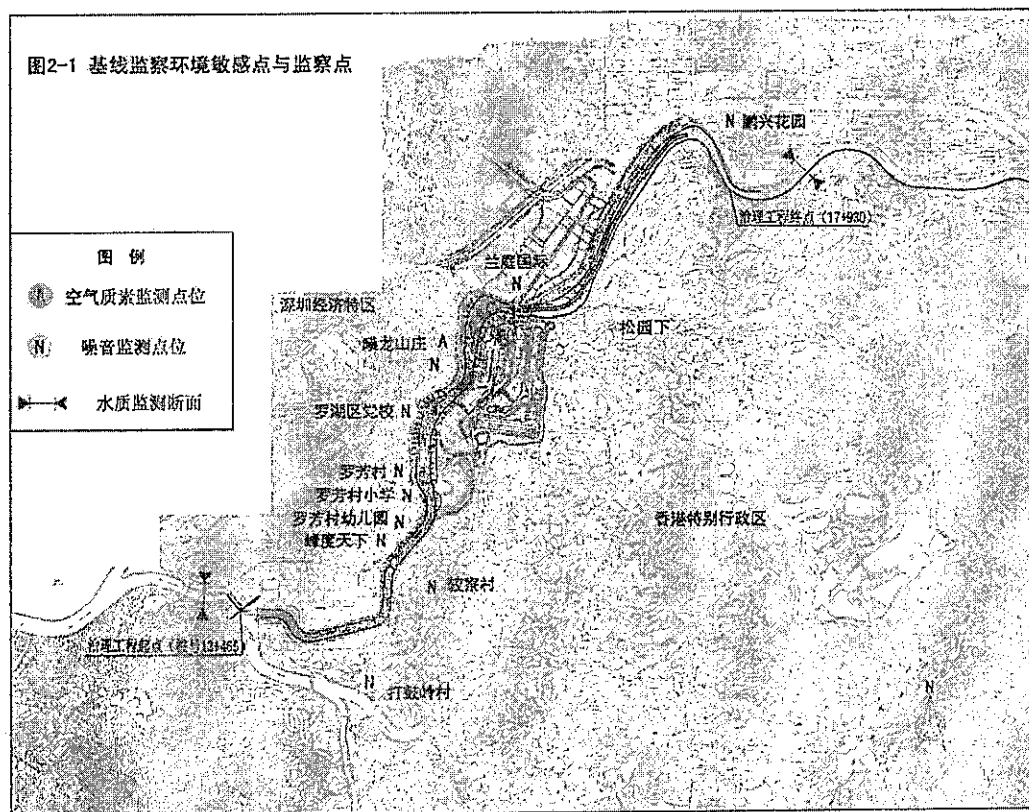 图2-1 基线监察环境敏感点与监察点
N 鹏兴花园
治理工程终点(17+930)
图 例
A 空气质素监测点位
N 噪音监测点位
水质监测断面
兰庭国际
N
深圳经济特区
松园下
山庄 A
N
罗湖区党校 N
罗芳村 N
罗芳村小学 N
罗芳村幼儿园 N
峰度天下 N
香港特别行政区
N
治理工程起点(桩号13+465)
N
打鼓岭村
N